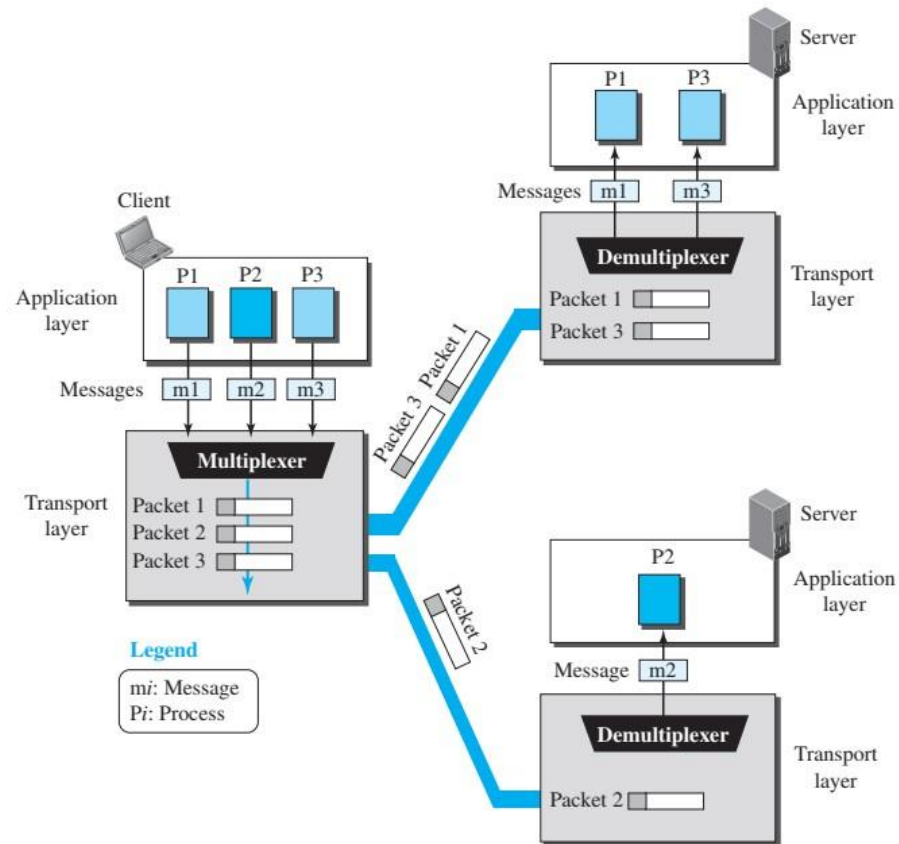 Server
P1 P3
Application
layer
Messages m1 m3
Demultiplexer
Packet 1
Packet 3
Transport
layer
Client
P1 P2 P3
Application
layer
Messages m1 m2 m3
Multiplexer
Packet 1
Packet 2
Packet 3
Transport
layer
Packet 1
Packet 3
Packet 2
Server
P2
Application
layer
Message m2
Demultiplexer
Packet 2
Transport
layer
Legend
mi: Message
Pi: Process